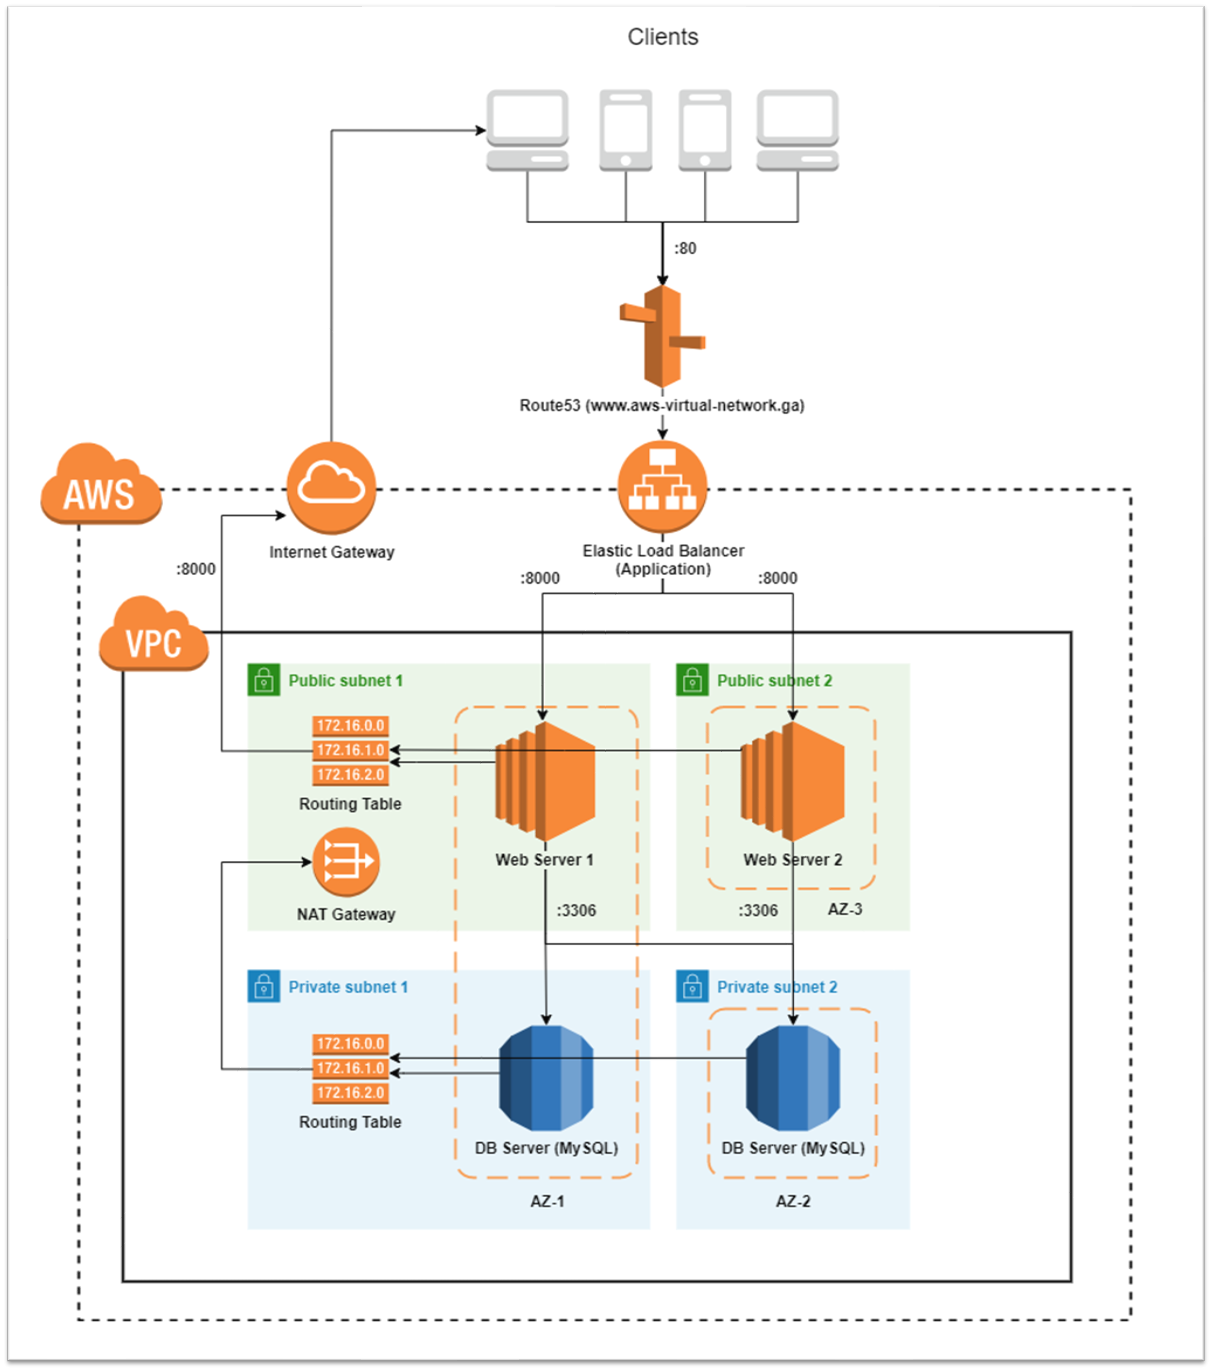 Clients
:80
Route53 (www.aws-virtual-network.ga)
AWS
Internet Gateway
Elastic Load Balancer
(Application)
:8000
:8000
:8000
VPC
Public subnet 1
Public subnet 2
172.16.0.0
172.16.1.0
172.16.2.0
Routing Table
Web Server 1
Web Server 2
NAT Gateway
:3306
:3306
AZ-3
Private subnet 1
Private subnet 2
172.16.0.0
172.16.1.0
172.16.2.0
Routing Table
DB Server (MySQL)
DB Server (MySQL)
AZ-1
AZ-2